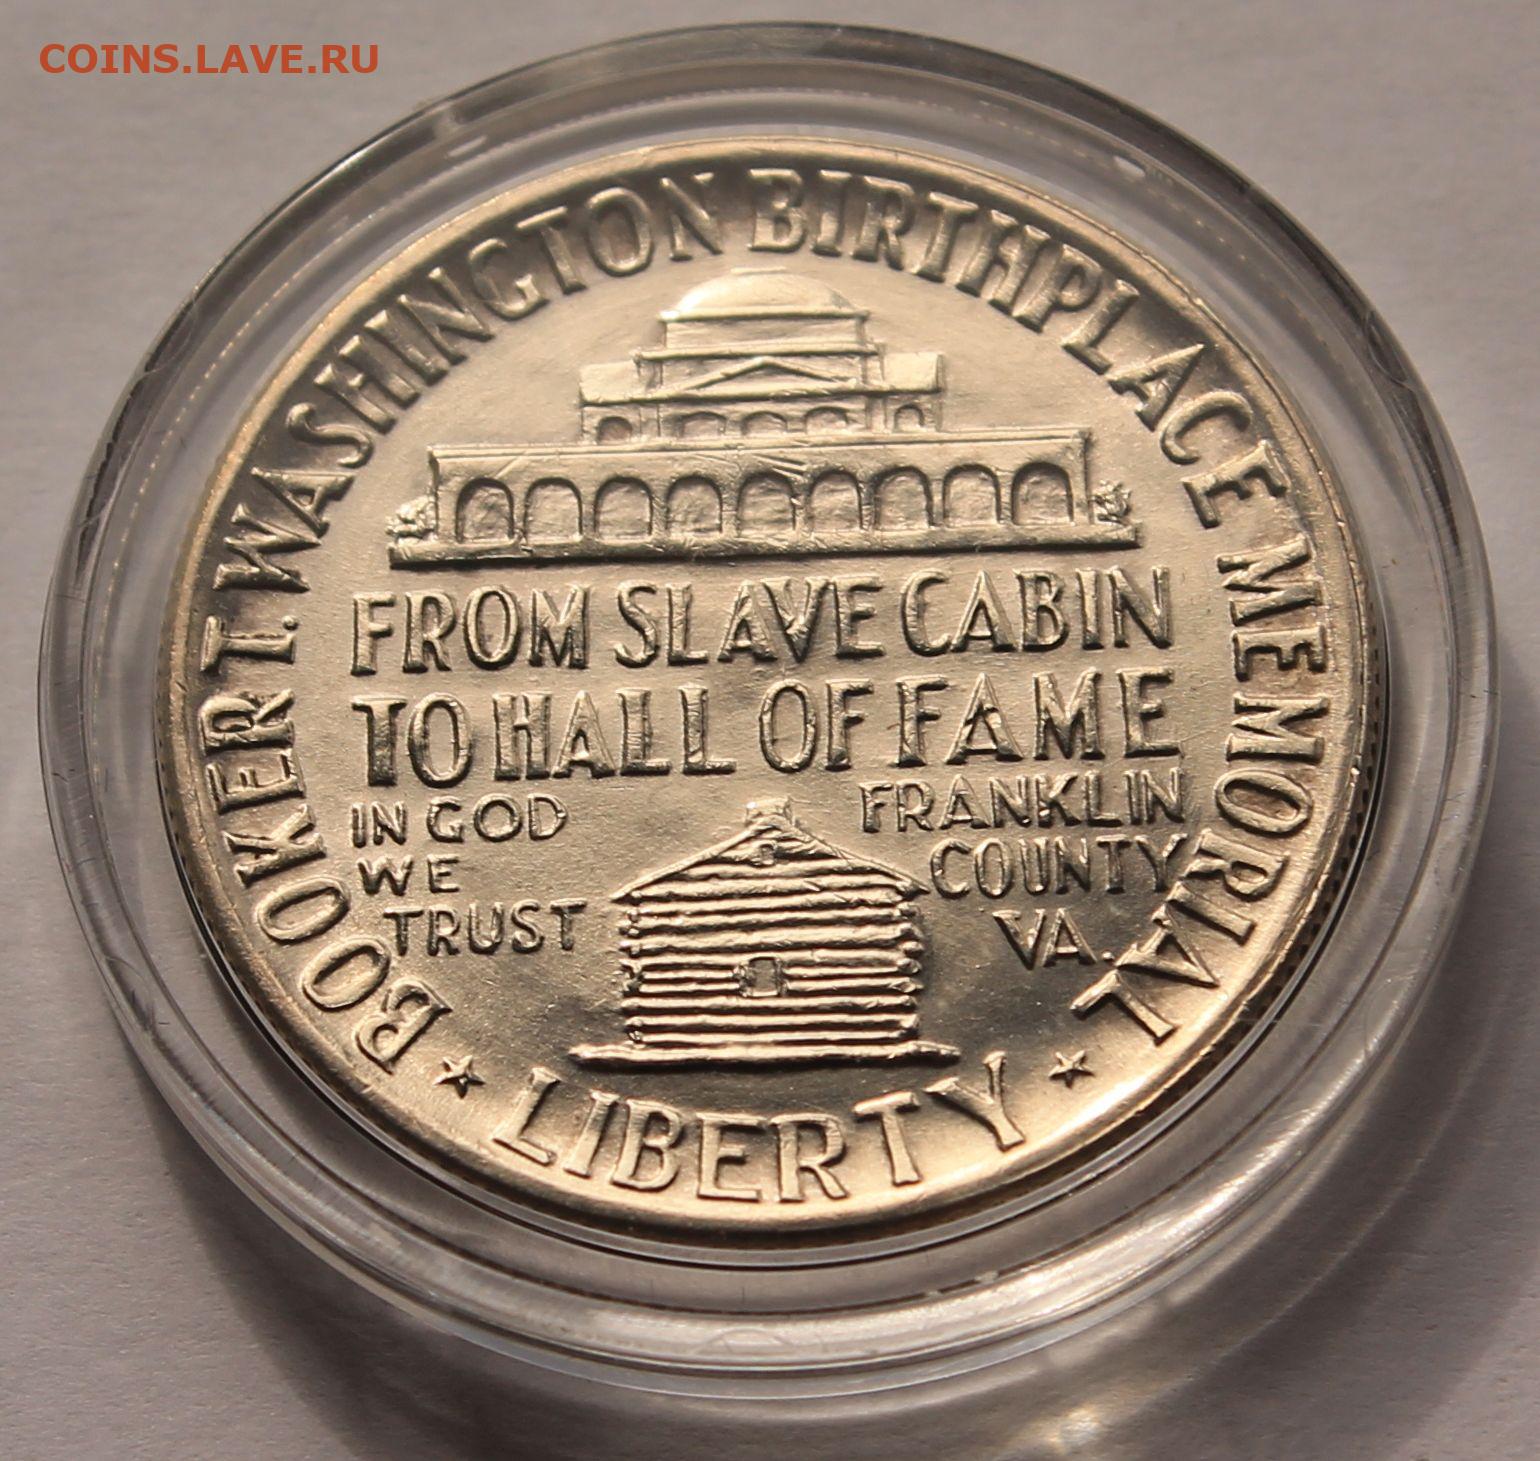 COINS.LAVE.RU
BOOKER T. WASHINGTON BIRTHPLACE MEMORIAL
FROM SLAVE CABIN
TO HALL OF FAME
IN GOD
WE
TRUST
FRANKLIN
COUNTY
VA.
★ LIBERTY ★